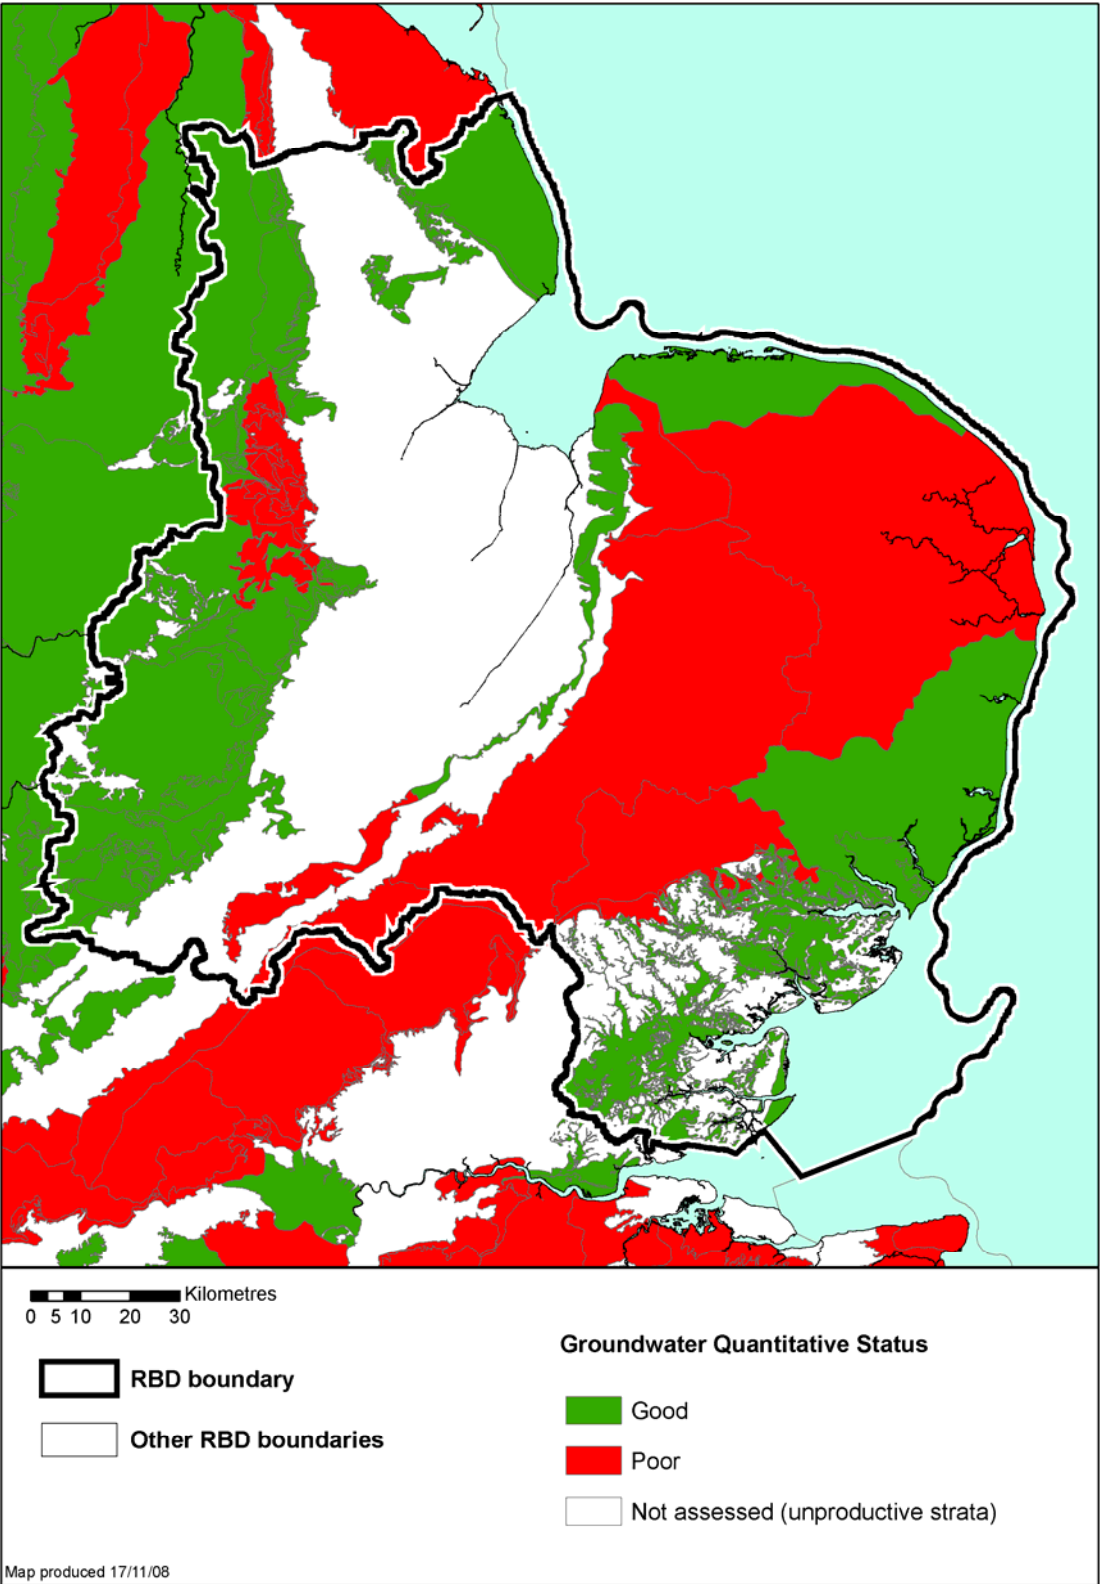 Kilometres
0 5 10 20 30
RBD boundary
Other RBD boundaries
Groundwater Quantitative Status
Good
Poor
Not assessed (unproductive strata)
Map produced 17/11/08